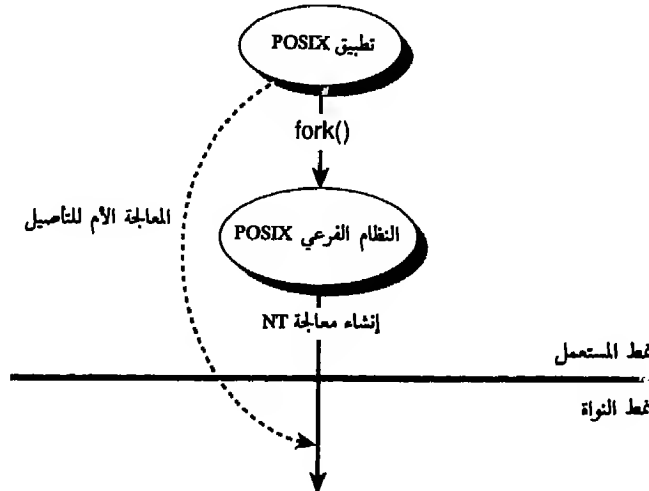 تطبيق POSIX
fork()
المعالجة الأم للتأصيل
النظام الفرعي POSIX
إنشاء معالجة NT
نمط المستعمل
نمط النواة